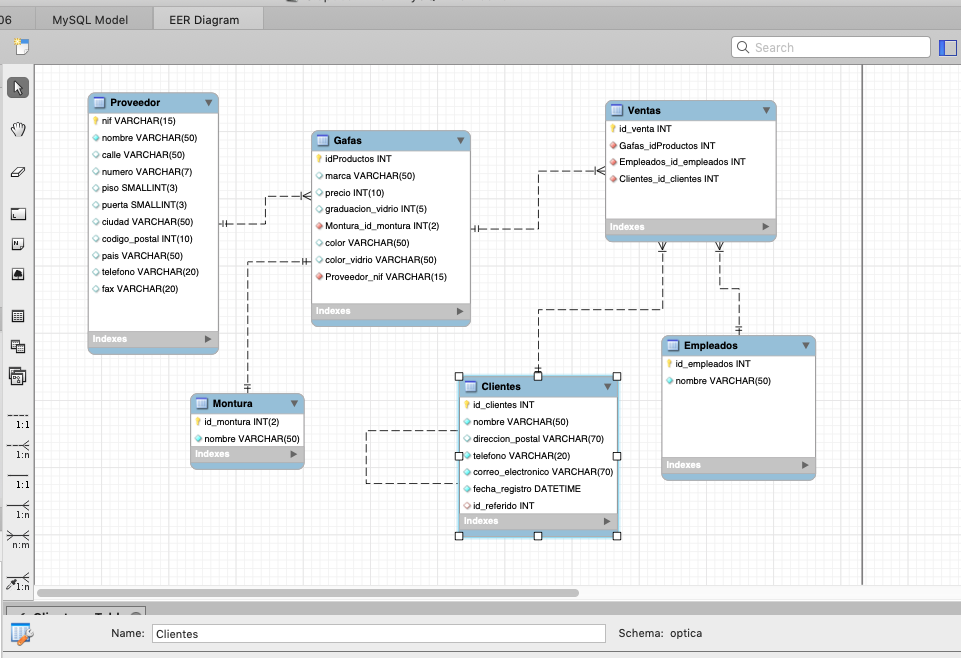 06
MySQL Model
EER Diagram
Search
Proveedor
nif VARCHAR(15)
nombre VARCHAR(50)
calle VARCHAR(50)
numero VARCHAR(7)
piso SMALLINT(3)
puerta SMALLINT(3)
ciudad VARCHAR(50)
codigo_postal INT(10)
pais VARCHAR(50)
telefono VARCHAR(20)
fax VARCHAR(20)
Indexes
Gafas
idProductos INT
marca VARCHAR(50)
precio INT(10)
graduacion_vidrio INT(5)
Montura_id_montura INT(2)
color VARCHAR(50)
color_vidrio VARCHAR(50)
Proveedor_nif VARCHAR(15)
Indexes
Ventas
id_venta INT
Gafas_idProductos INT
Empleados_id_empleados INT
Clientes_id_clientes INT
Indexes
Montura
id_montura INT(2)
nombre VARCHAR(50)
Indexes
Clientes
id_clientes INT
nombre VARCHAR(50)
direccion_postal VARCHAR(70)
telefono VARCHAR(20)
correo_electronico VARCHAR(70)
fecha_registro DATETIME
id_referido INT
Indexes
Empleados
id_empleados INT
nombre VARCHAR(50)
Indexes
1:1
1:n
1:1
1:n
n:m
1:n
Name: Clientes
Schema: optica